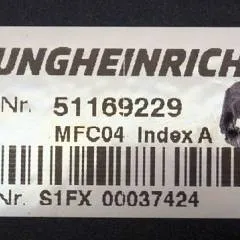 UNGHEINRICH
Nr. 51169229
MFC04 Index A
Nr. S1FX 00037424